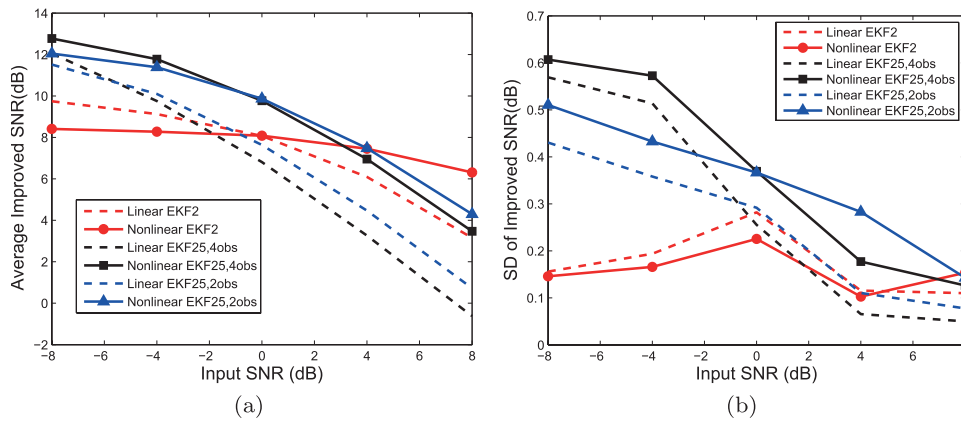 14
12
10
8
6
4
2
0
−2
Average Improved SNR(dB)
Linear EKF2
Nonlinear EKF2
Linear EKF25,4obs
Nonlinear EKF25,4obs
Linear EKF25,2obs
Nonlinear EKF25,2obs
−8 −6 −4 −2 0 2 4 6 8
Input SNR (dB)
(a)
0.7
0.6
0.5
0.4
0.3
0.2
0.1
0
SD of Improved SNR(dB)
Linear EKF2
Nonlinear EKF2
Linear EKF25,4obs
Nonlinear EKF25,4obs
Linear EKF25,2obs
Nonlinear EKF25,2obs
−8 −6 −4 −2 0 2 4 6
Input SNR (dB)
(b)